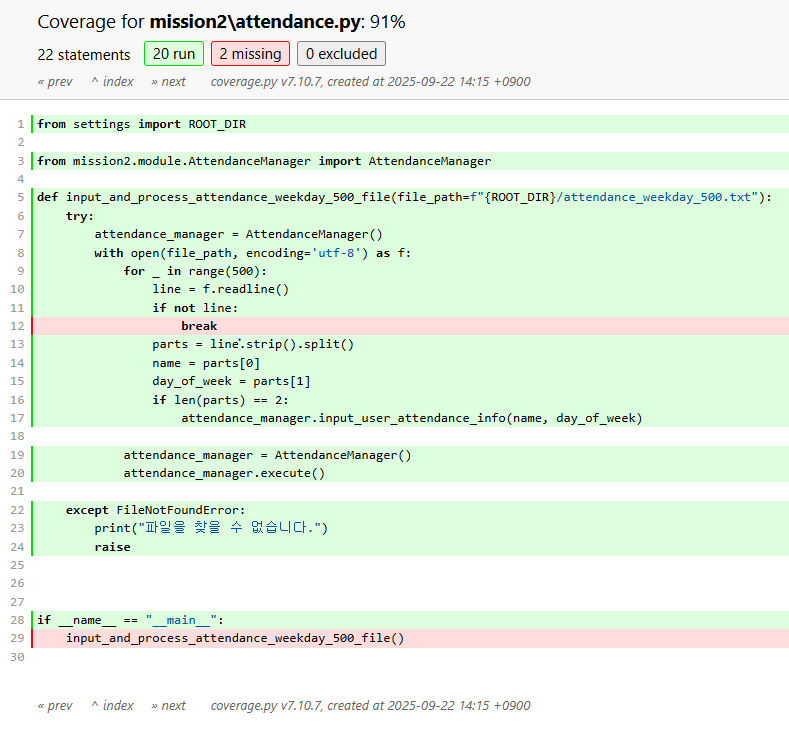 Coverage for mission2\attendance.py: 91%
22 statements 20 run 2 missing 0 excluded
« prev ^ index » next coverage.py v7.10.7, created at 2025-09-22 14:15 +0900
1 from settings import ROOT_DIR
2
3 from mission2.module.AttendanceManager import AttendanceManager
4
5 def input_and_process_attendance_weekday_500_file(file_path=f"{ROOT_DIR}/attendance_weekday_500.txt"):
6     try:
7         attendance_manager = AttendanceManager()
8         with open(file_path, encoding='utf-8') as f:
9             for _ in range(500):
10                 line = f.readline()
11                 if not line:
12                     break
13                 parts = line.strip().split()
14                 name = parts[0]
15                 day_of_week = parts[1]
16                 if len(parts) == 2:
17                     attendance_manager.input_user_attendance_info(name, day_of_week)
18
19             attendance_manager = AttendanceManager()
20             attendance_manager.execute()
21
22     except FileNotFoundError:
23         print("파일을 찾을 수 없습니다.")
24         raise
25
26
27
28 if __name__ == "__main__":
29     input_and_process_attendance_weekday_500_file()
30
« prev ^ index » next coverage.py v7.10.7, created at 2025-09-22 14:15 +0900